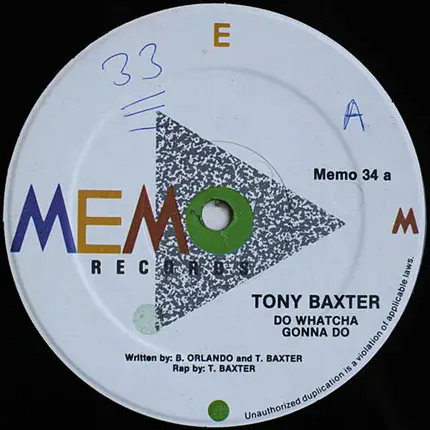 E
33
A
Memo 34 a
MEMO
M
RECORDS
TONY BAXTER
DO WHATCHA
GONNA DO
Written by: B. ORLANDO and T. BAXTER
Rap by: T. BAXTER
Unauthorized duplication is a violation of applicable laws.